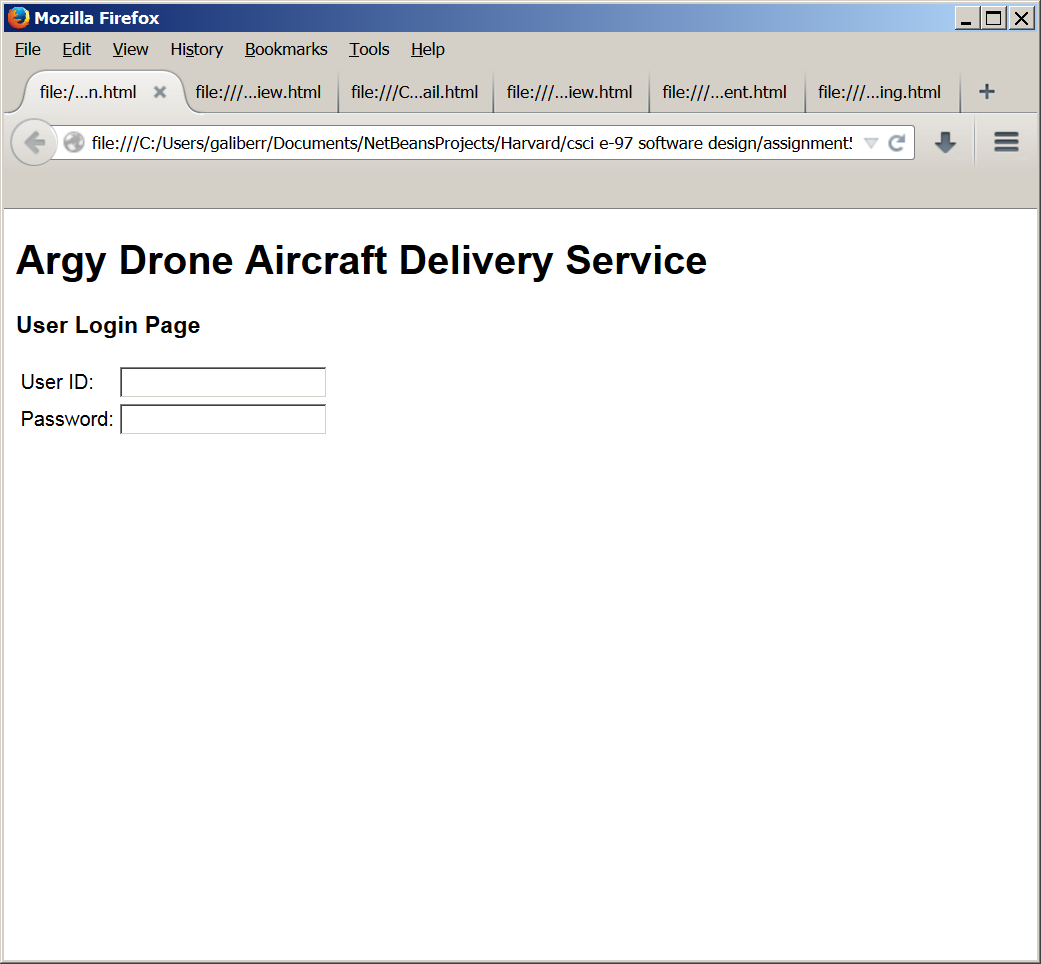 Mozilla Firefox
File Edit View History Bookmarks Tools Help
file:/...n.html file:///...iew.html file:///C...ail.html file:///...iew.html file:///...ent.html file:///...ing.html
file:///C:/Users/galiberr/Documents/NetBeansProjects/Harvard/csci e-97 software design/assignment
Argy Drone Aircraft Delivery Service
User Login Page
User ID:
Password: